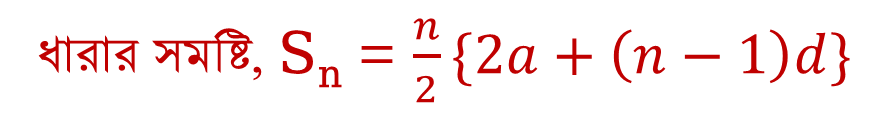 ধারার সমষ্টি, Sₙ = n/2 {2a + (n − 1)d}